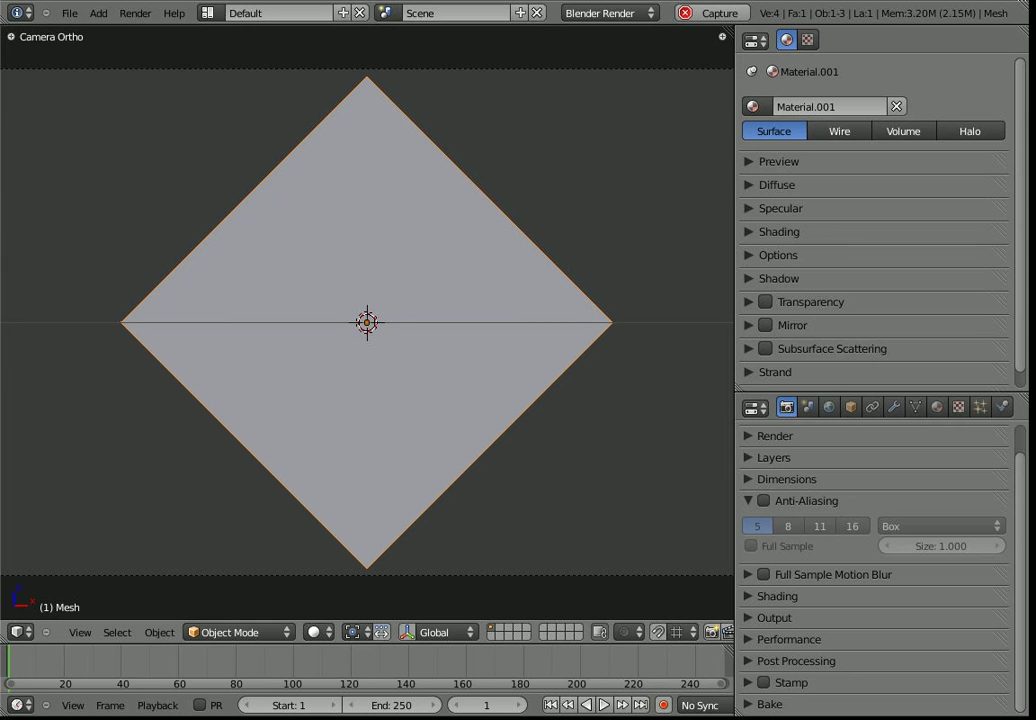 File Add Render Help Default Scene Blender Render Capture Ve:4 | Fa:1 | Ob:1-3 | La:1 | Mem:3.20M (2.15M) | Mesh
Camera Ortho
Material.001
Material.001
Surface Wire Volume Halo
Preview
Diffuse
Specular
Shading
Options
Shadow
Transparency
Mirror
Subsurface Scattering
Strand
Render
Layers
Dimensions
Anti-Aliasing
5 8 11 16 Box
Full Sample Size: 1.000
Full Sample Motion Blur
Shading
Output
Performance
Post Processing
Stamp
Bake
x
(1) Mesh
View Select Object Object Mode Global
20 40 60 80 100 120 140 160 180 200 220 240
View Frame Playback PR Start: 1 End: 250 1 No Sync